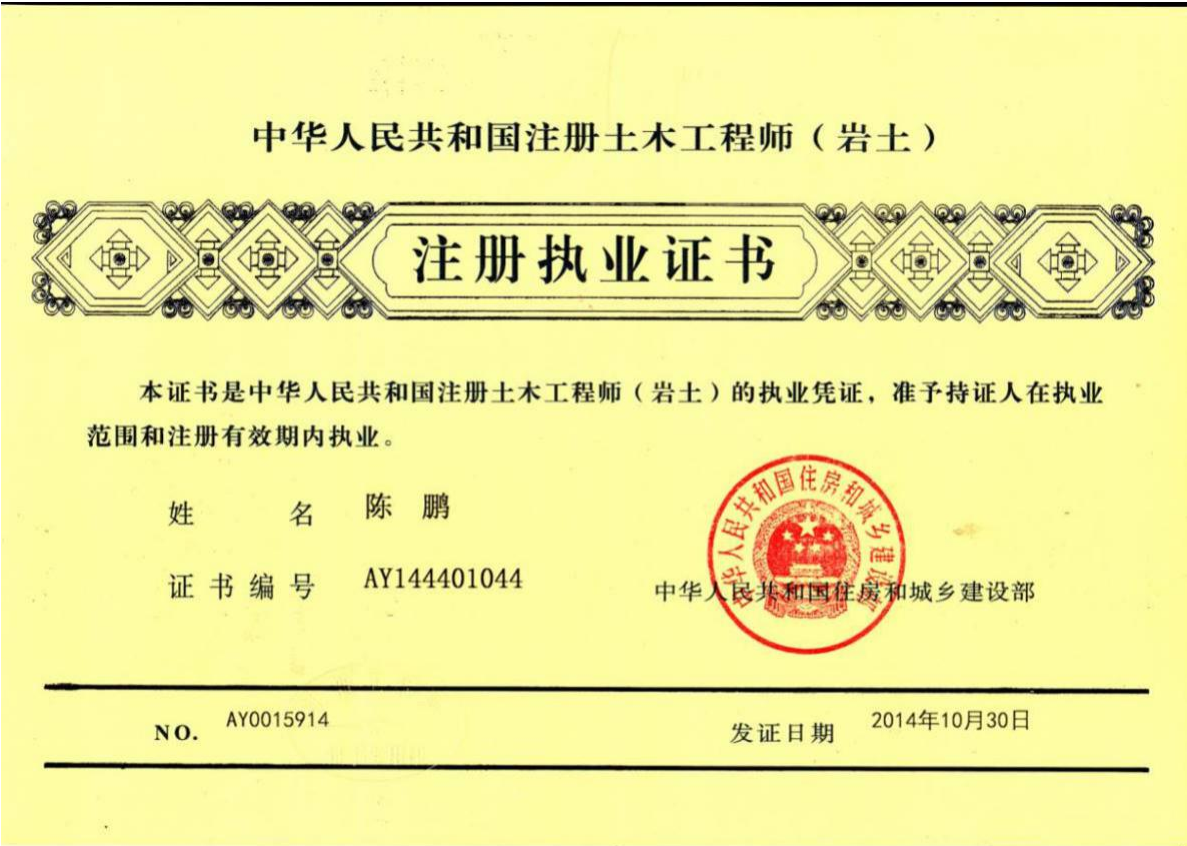 中华人民共和国注册土木工程师（岩土）
注册执业证书
本证书是中华人民共和国注册土木工程师（岩土）的执业凭证，准予持证人在执业
范围和注册有效期内执业。
姓 名 陈 鹏
证书编号 AY144401044
中华人民共和国住房和城乡建设部
中华人民共和国住房和城乡建设部
NO. AY0015914
发证日期 2014年10月30日